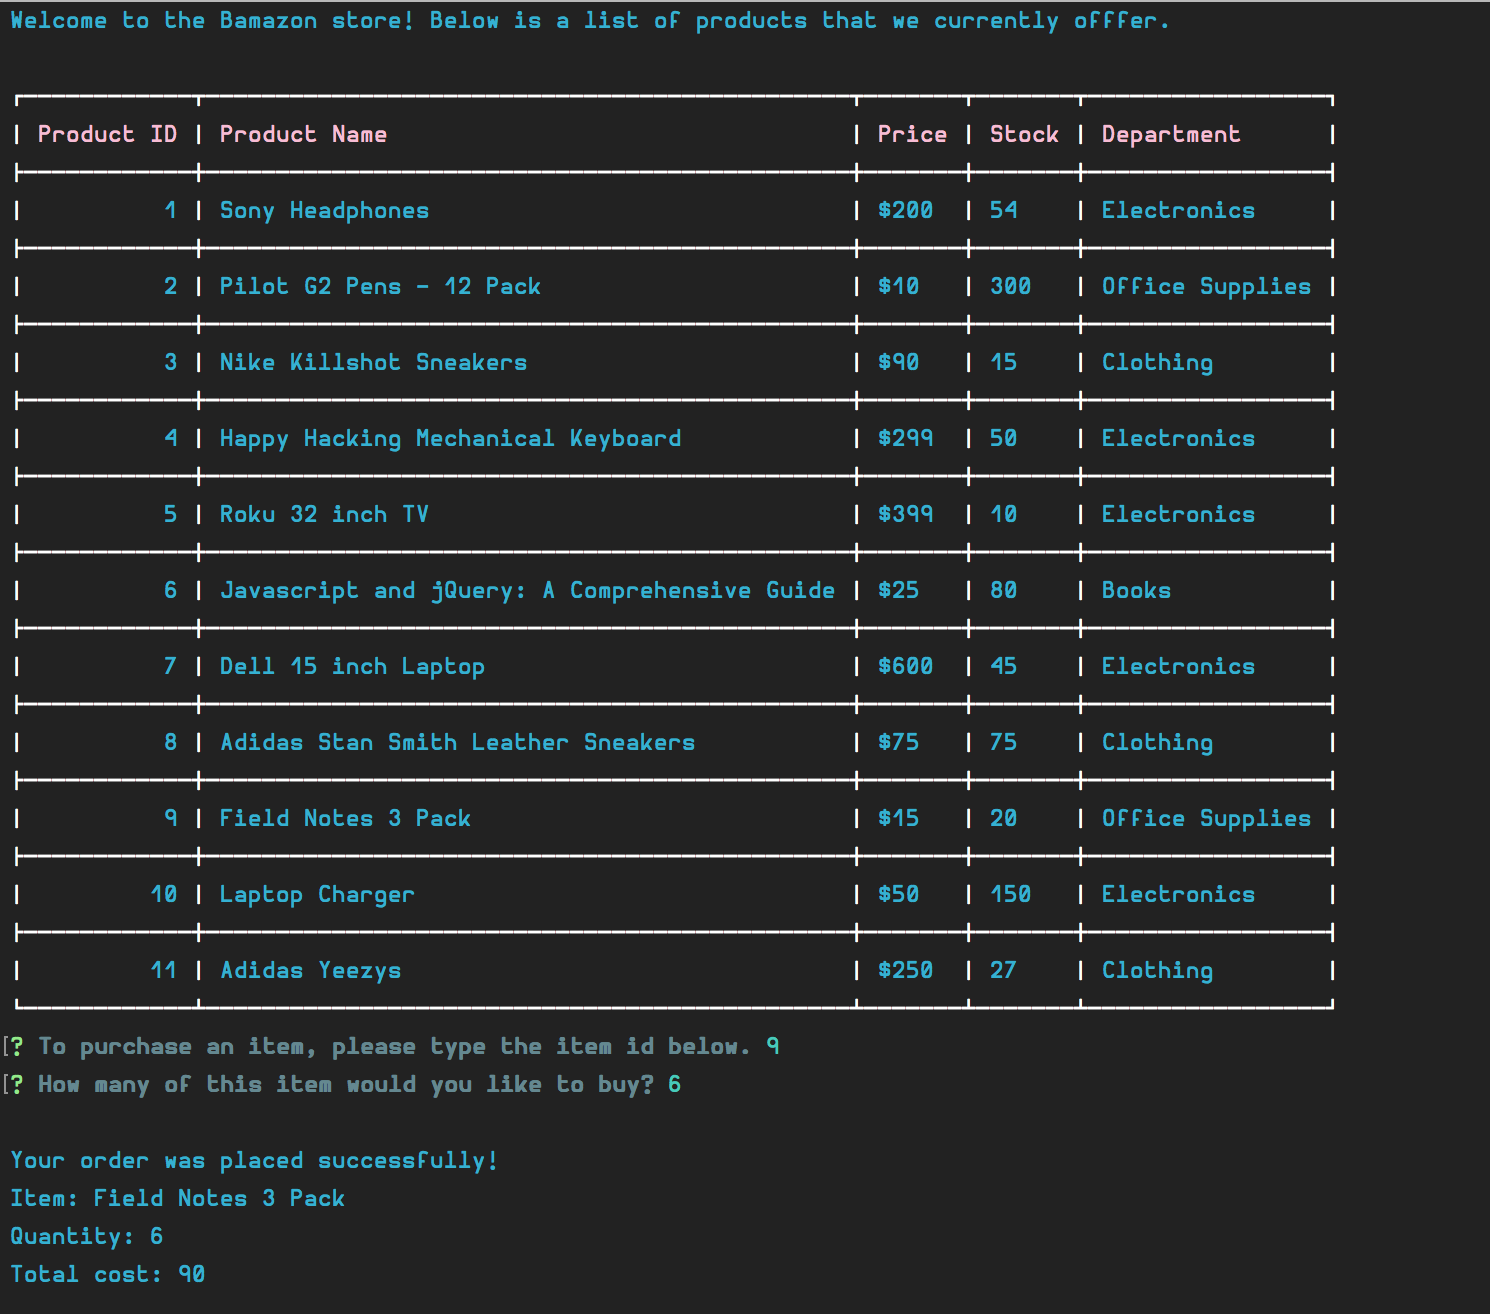 Welcome to the Bamazon store! Below is a list of products that we currently offfer.
| Product ID | Product Name | Price | Stock | Department |
| 1 | Sony Headphones | $200 | 54 | Electronics |
| 2 | Pilot G2 Pens - 12 Pack | $10 | 300 | Office Supplies |
| 3 | Nike Killshot Sneakers | $90 | 15 | Clothing |
| 4 | Happy Hacking Mechanical Keyboard | $299 | 50 | Electronics |
| 5 | Roku 32 inch TV | $399 | 10 | Electronics |
| 6 | Javascript and jQuery: A Comprehensive Guide | $25 | 80 | Books |
| 7 | Dell 15 inch Laptop | $600 | 45 | Electronics |
| 8 | Adidas Stan Smith Leather Sneakers | $75 | 75 | Clothing |
| 9 | Field Notes 3 Pack | $15 | 20 | Office Supplies |
| 10 | Laptop Charger | $50 | 150 | Electronics |
| 11 | Adidas Yeezys | $250 | 27 | Clothing |
[? To purchase an item, please type the item id below. 9
[? How many of this item would you like to buy? 6
Your order was placed successfully!
Item: Field Notes 3 Pack
Quantity: 6
Total cost: 90